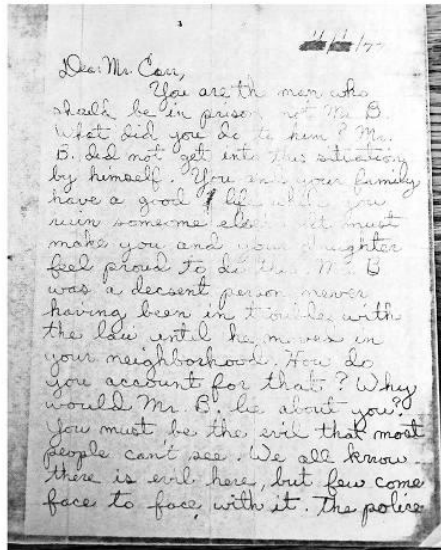 /77
Dear Mr. Carr,
You are th man who
should be in prison not Mr B.
What did you do to him? Mr.
B. did not get into this situation
by himself. You and your family
have a good life while you
ruin someone else. It must
make you and your daughter
feel proud to do this. Mr. B
was a decsent person never
having been in trouble with
the law until he moves in
your neighborhood. How do
you account for that? Why
would Mr. B. lie about you?
You must be the evil that most
people can't see. We all know
there is evil here, but few come
face to face with it. The police